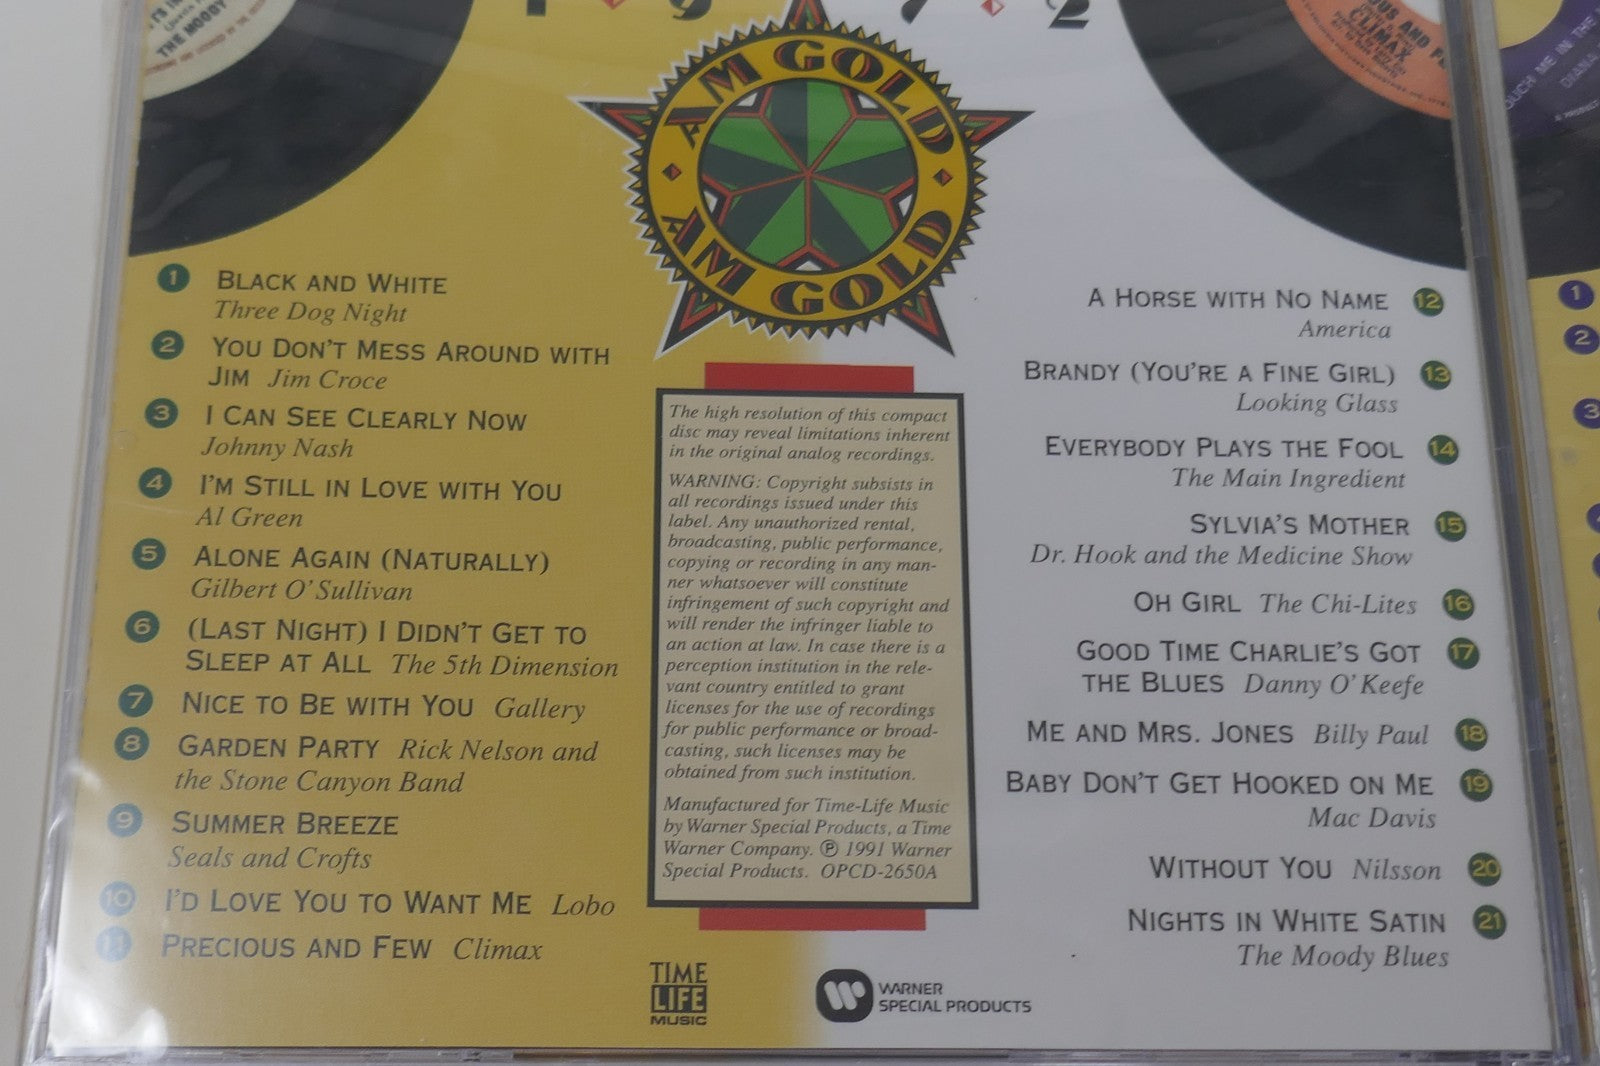 THE MOODY
1 9 7 2
AM GOLD
AM GOLD
CLIMAX
1 BLACK AND WHITE
Three Dog Night
2 YOU DON'T MESS AROUND WITH
JIM Jim Croce
3 I CAN SEE CLEARLY NOW
Johnny Nash
4 I'M STILL IN LOVE WITH YOU
Al Green
5 ALONE AGAIN (NATURALLY)
Gilbert O'Sullivan
6 (LAST NIGHT) I DIDN'T GET TO
SLEEP AT ALL The 5th Dimension
7 NICE TO BE WITH YOU Gallery
8 GARDEN PARTY Rick Nelson and
the Stone Canyon Band
9 SUMMER BREEZE
Seals and Crofts
10 I'D LOVE YOU TO WANT ME Lobo
11 PRECIOUS AND FEW Climax
The high resolution of this compact
disc may reveal limitations inherent
in the original analog recordings.
WARNING: Copyright subsists in
all recordings issued under this
label. Any unauthorized rental,
broadcasting, public performance,
copying or recording in any man-
ner whatsoever will constitute
infringement of such copyright and
will render the infringer liable to
an action at law. In case there is a
perception institution in the rele-
vant country entitled to grant
licenses for the use of recordings
for public performance or broad-
casting, such licenses may be
obtained from such institution.
Manufactured for Time-Life Music
by Warner Special Products, a Time
Warner Company. ℗ 1991 Warner
Special Products. OPCD-2650A
A HORSE WITH NO NAME 12
America
BRANDY (YOU'RE A FINE GIRL) 13
Looking Glass
EVERYBODY PLAYS THE FOOL 14
The Main Ingredient
SYLVIA'S MOTHER 15
Dr. Hook and the Medicine Show
OH GIRL The Chi-Lites 16
GOOD TIME CHARLIE'S GOT 17
THE BLUES Danny O'Keefe
ME AND MRS. JONES Billy Paul 18
BABY DON'T GET HOOKED ON ME 19
Mac Davis
WITHOUT YOU Nilsson 20
NIGHTS IN WHITE SATIN 21
The Moody Blues
TIME
LIFE
MUSIC
WARNER
SPECIAL PRODUCTS
ME IN THE
DIANA
1
2
3